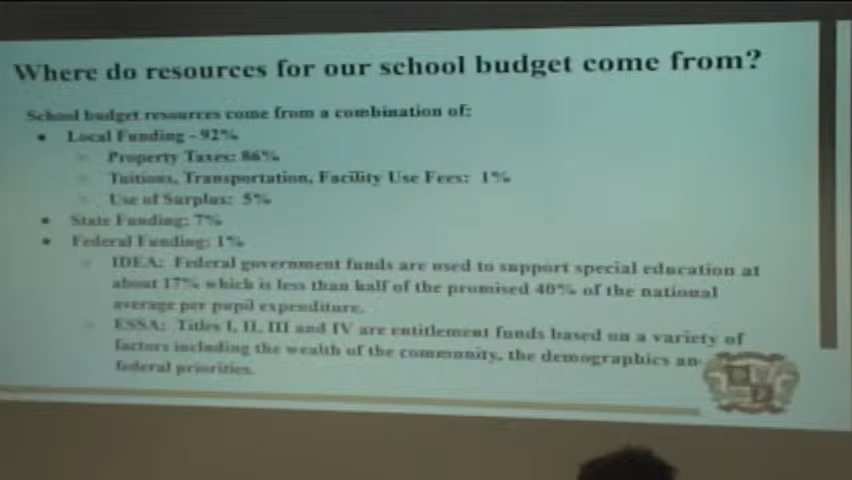 Where do resources for our school budget come from?
School budget resources come from a combination of:
Local Funding - 92%
Property Taxes: 86%
Tuitions, Transportation, Facility Use Fees: 1%
Use of Surplus: 5%
State Funding: 7%
Federal Funding: 1%
IDEA: Federal government funds are used to support special education at
about 17% which is less than half of the promised 40% of the national
average per pupil expenditure.
ESSA: Titles I, II, III and IV are entitlement funds based on a variety of
factors including the wealth of the community, the demographics an
federal priorities.